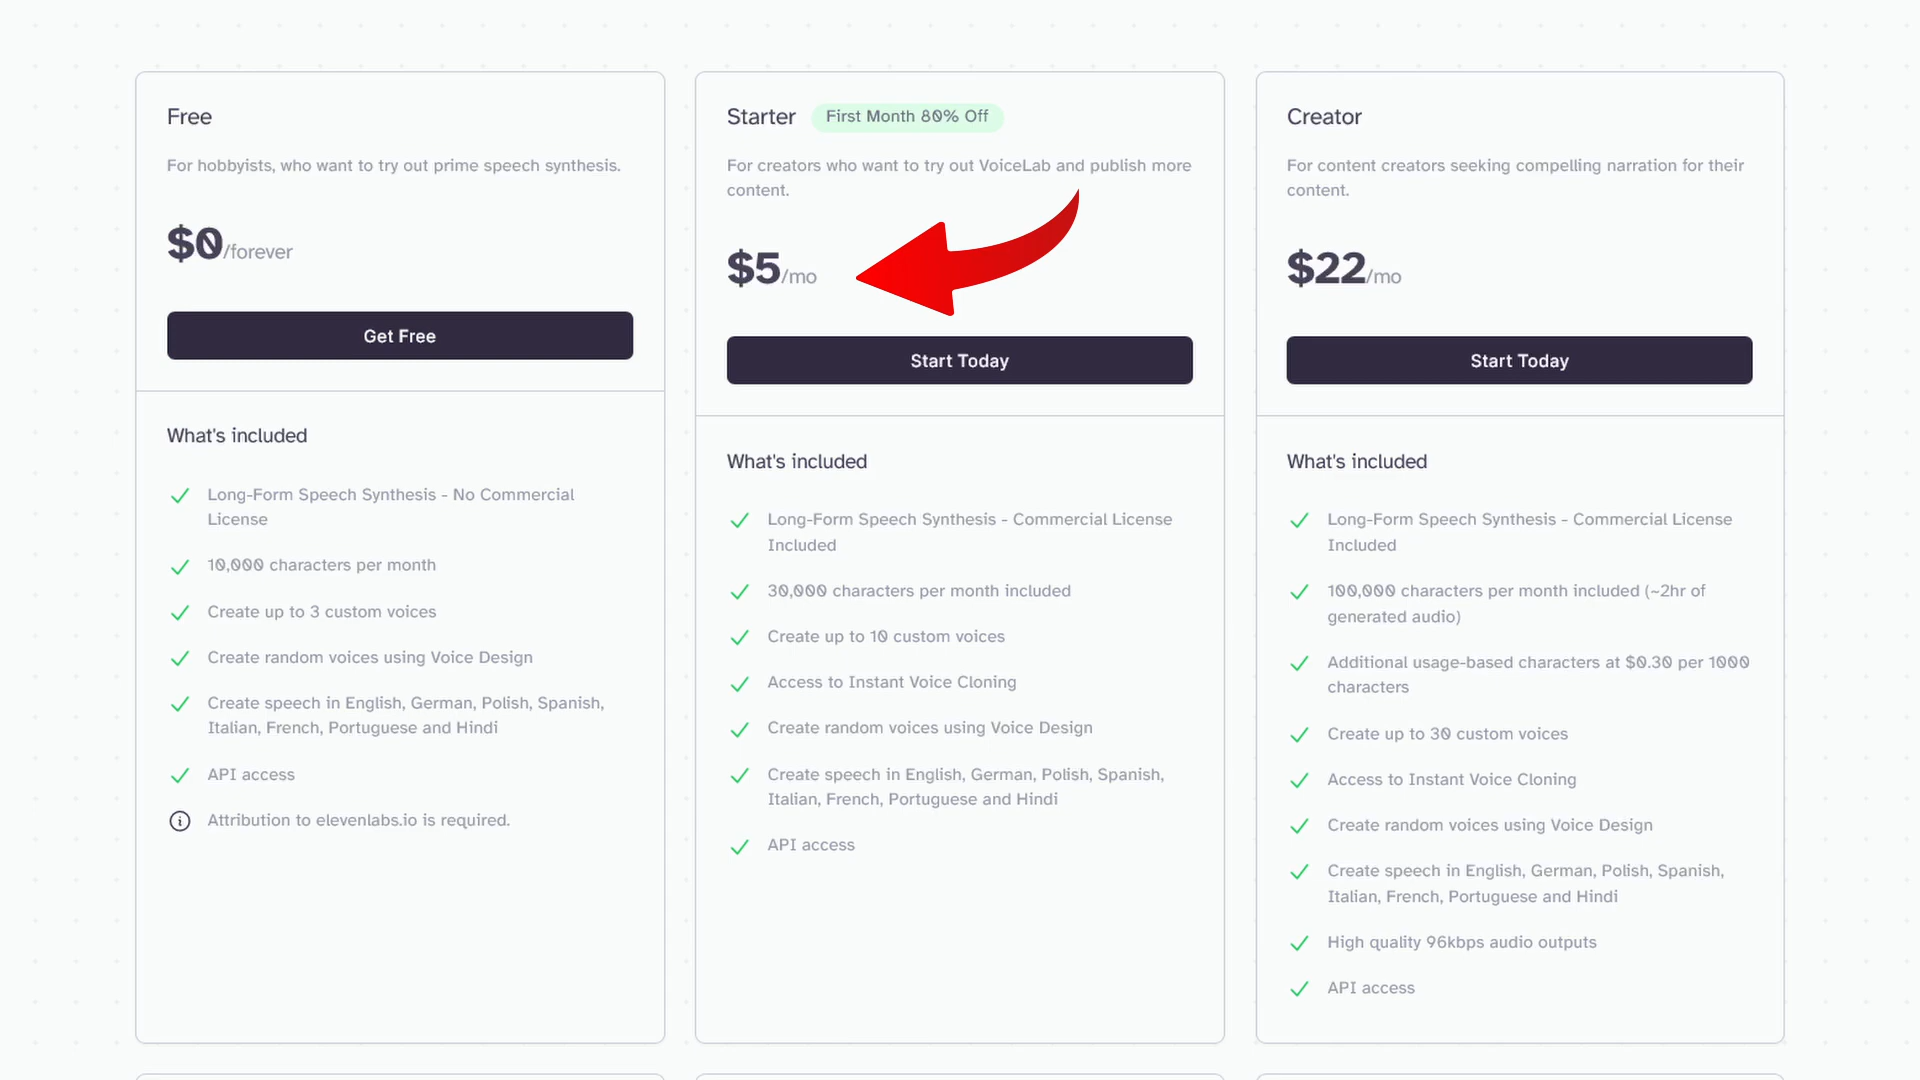 Free
For hobbyists, who want to try out prime speech synthesis.
$0/forever
Get Free
What's included
Long-Form Speech Synthesis - No Commercial
License
10,000 characters per month
Create up to 3 custom voices
Create random voices using Voice Design
Create speech in English, German, Polish, Spanish,
Italian, French, Portuguese and Hindi
API access
Attribution to elevenlabs.io is required.
Starter First Month 80% Off
For creators who want to try out VoiceLab and publish more
content.
$5/mo
Start Today
What's included
Long-Form Speech Synthesis - Commercial License
Included
30,000 characters per month included
Create up to 10 custom voices
Access to Instant Voice Cloning
Create random voices using Voice Design
Create speech in English, German, Polish, Spanish,
Italian, French, Portuguese and Hindi
API access
Creator
For content creators seeking compelling narration for their
content.
$22/mo
Start Today
What's included
Long-Form Speech Synthesis - Commercial License
Included
100,000 characters per month included (~2hr of
generated audio)
Additional usage-based characters at $0.30 per 1000
characters
Create up to 30 custom voices
Access to Instant Voice Cloning
Create random voices using Voice Design
Create speech in English, German, Polish, Spanish,
Italian, French, Portuguese and Hindi
High quality 96kbps audio outputs
API access